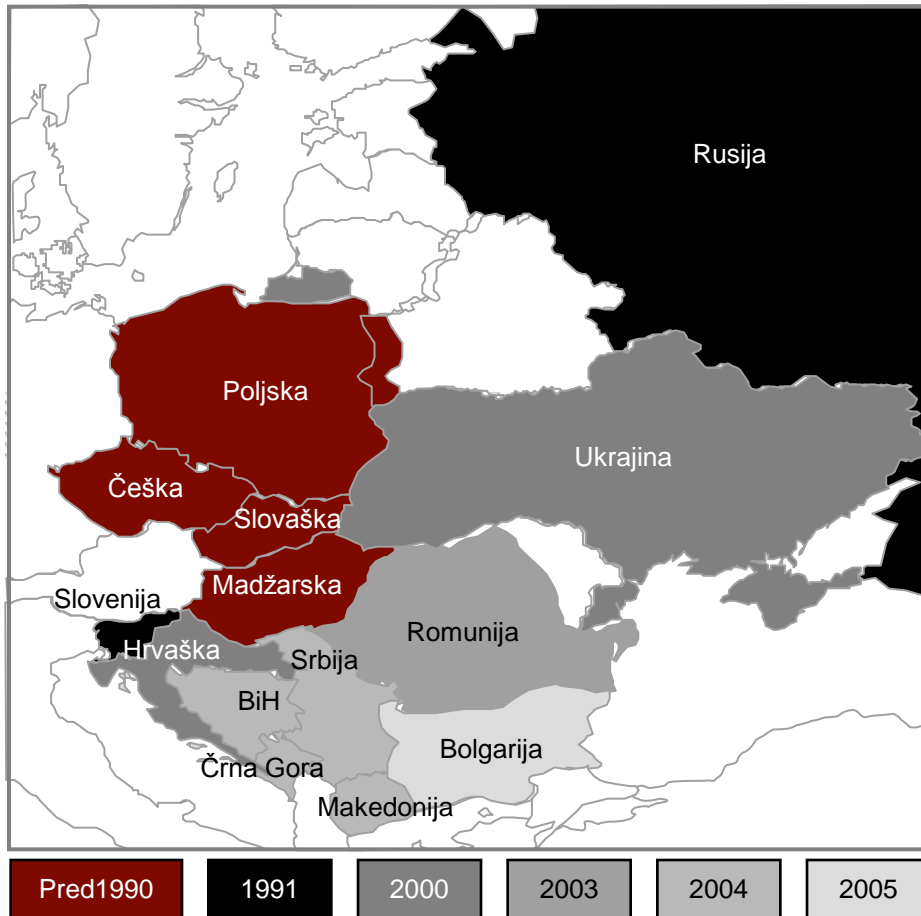 Rusija
Poljska
Ukrajina
Češka
Slovaška
Madžarska
Slovenija
Romunija
Hrvaška
Srbija
BiH
Bolgarija
Črna Gora
Makedonija
Pred1990 1991 2000 2003 2004 2005